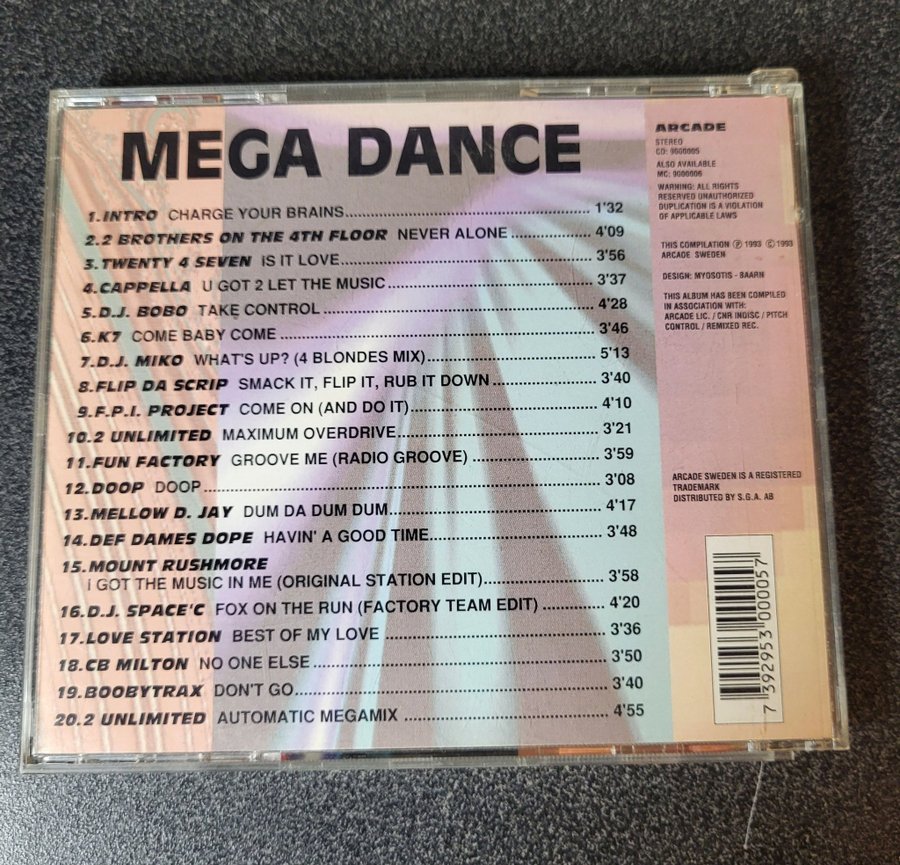 MEGA DANCE
1. INTRO CHARGE YOUR BRAINS........ 1'32
2. 2 BROTHERS ON THE 4TH FLOOR NEVER ALONE........ 4'09
3. TWENTY 4 SEVEN IS IT LOVE........ 3'56
4. CAPPELLA U GOT 2 LET THE MUSIC........ 3'37
5. D.J. BOBO TAKE CONTROL........ 4'28
6. K7 COME BABY COME........ 3'46
7. D.J. MIKO WHAT'S UP? (4 BLONDES MIX)........ 5'13
8. FLIP DA SCRIP SMACK IT, FLIP IT, RUB IT DOWN........ 3'40
9. F.P.I. PROJECT COME ON (AND DO IT)........ 4'10
10. 2 UNLIMITED MAXIMUM OVERDRIVE........ 3'21
11. FUN FACTORY GROOVE ME (RADIO GROOVE)........ 3'59
12. DOOP DOOP........ 3'08
13. MELLOW D. JAY DUM DA DUM DUM........ 4'17
14. DEF DAMES DOPE HAVIN' A GOOD TIME........ 3'48
15. MOUNT RUSHMORE
I GOT THE MUSIC IN ME (ORIGINAL STATION EDIT)........ 3'58
16. D.J. SPACE'C FOX ON THE RUN (FACTORY TEAM EDIT)........ 4'20
17. LOVE STATION BEST OF MY LOVE........ 3'36
18. CB MILTON NO ONE ELSE........ 3'50
19. BOOBYTRAX DON'T GO........ 3'40
20. 2 UNLIMITED AUTOMATIC MEGAMIX........ 4'55
ARCADE
STEREO
CD: 9000005
ALSO AVAILABLE
MC: 9000006
WARNING: ALL RIGHTS
RESERVED UNAUTHORIZED
DUPLICATION IS A VIOLATION
OF APPLICABLE LAWS
THIS COMPILATION Ⓟ 1993 © 1993
ARCADE SWEDEN
DESIGN: MYOSOTIS - BAARN
THIS ALBUM HAS BEEN COMPILED
IN ASSOCIATION WITH:
ARCADE LIC. / CNR INDISC / PITCH
CONTROL / REMIXED REC.
ARCADE SWEDEN IS A REGISTERED
TRADEMARK
DISTRIBUTED BY S.G.A. AB
7 392953 000057